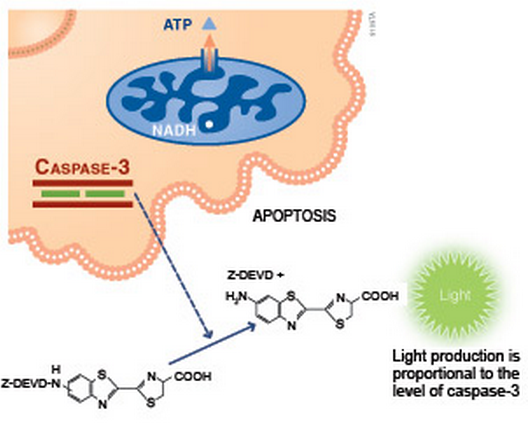 ATP
NADH
CASPASE-3
APOPTOSIS
Z-DEVD +
H₂N
S
N
N
S
COOH
Light
Light production is
proportional to the
level of caspase-3
H
Z-DEVD-N
S
N
N
S
COOH